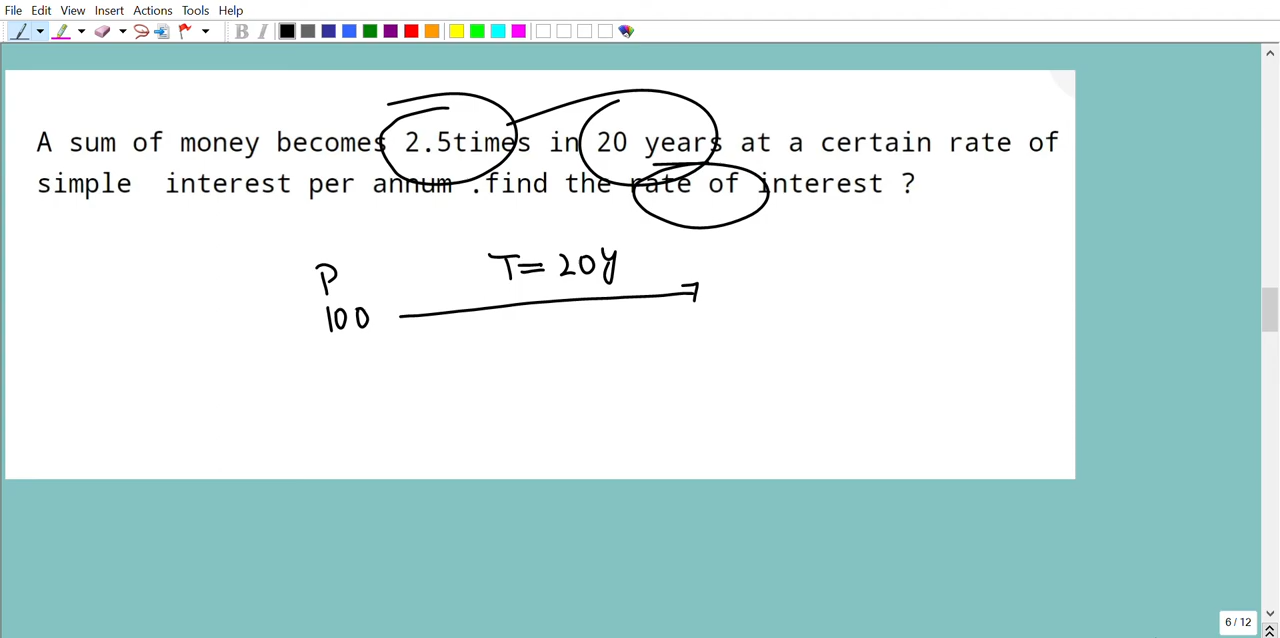 File Edit View Insert Actions Tools Help
B I
A sum of money becomes 2.5times in 20 years at a certain rate of
simple interest per annum .find the rate of interest ?
P T= 20y
100
6 / 12